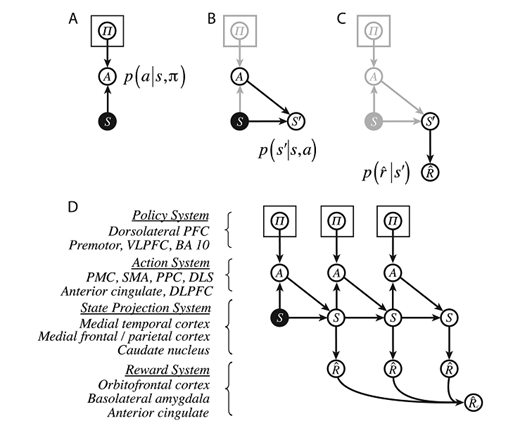 A
B
C
Π
Π
Π
A
p(a|s,π)
A
A
S
S
S'
S
S'
p(s'|s,a)
p(r̂|s')
R̂
D
Policy System
Dorsolateral PFC
Premotor, VLPFC, BA 10
Action System
PMC, SMA, PPC, DLS
Anterior cingulate, DLPFC
State Projection System
Medial temporal cortex
Medial frontal / parietal cortex
Caudate nucleus
Reward System
Orbitofrontal cortex
Basolateral amygdala
Anterior cingulate
Π
Π
Π
A
A
A
S
S
S
S
R̂
R̂
R̂
R̂